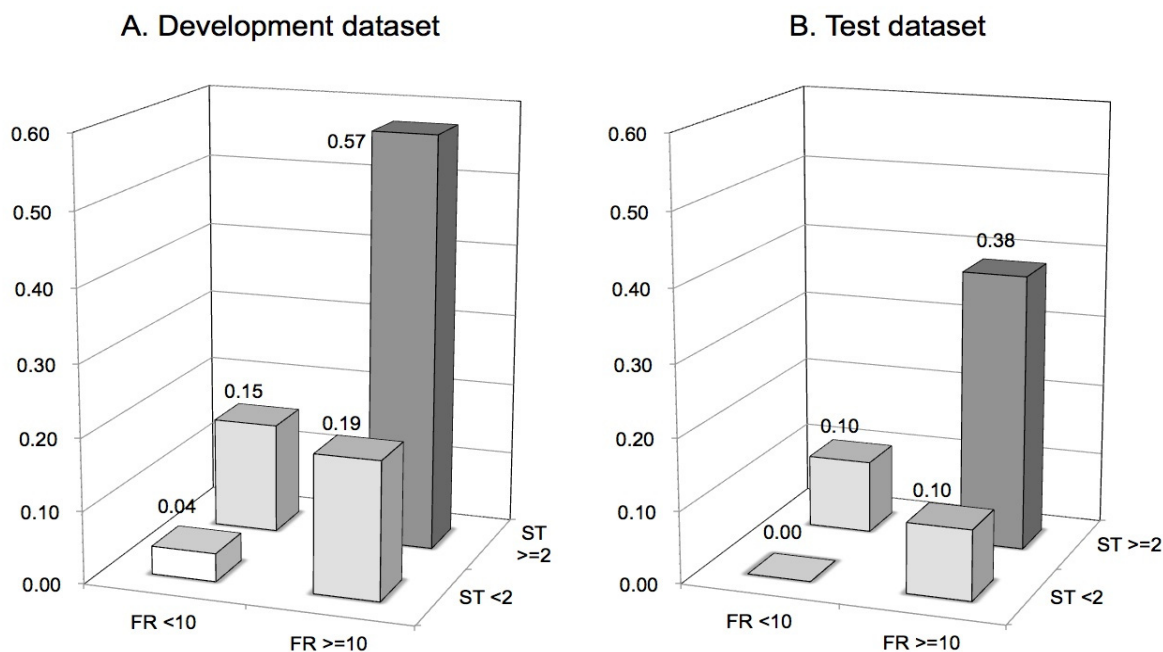 A. Development dataset
0.60
0.50
0.40
0.30
0.20
0.10
0.00
0.57
0.15
0.19
0.04
FR <10
FR >=10
ST <2
ST
>=2
B. Test dataset
0.60
0.50
0.40
0.30
0.20
0.10
0.00
0.38
0.10
0.10
0.00
FR <10
FR >=10
ST <2
ST >=2